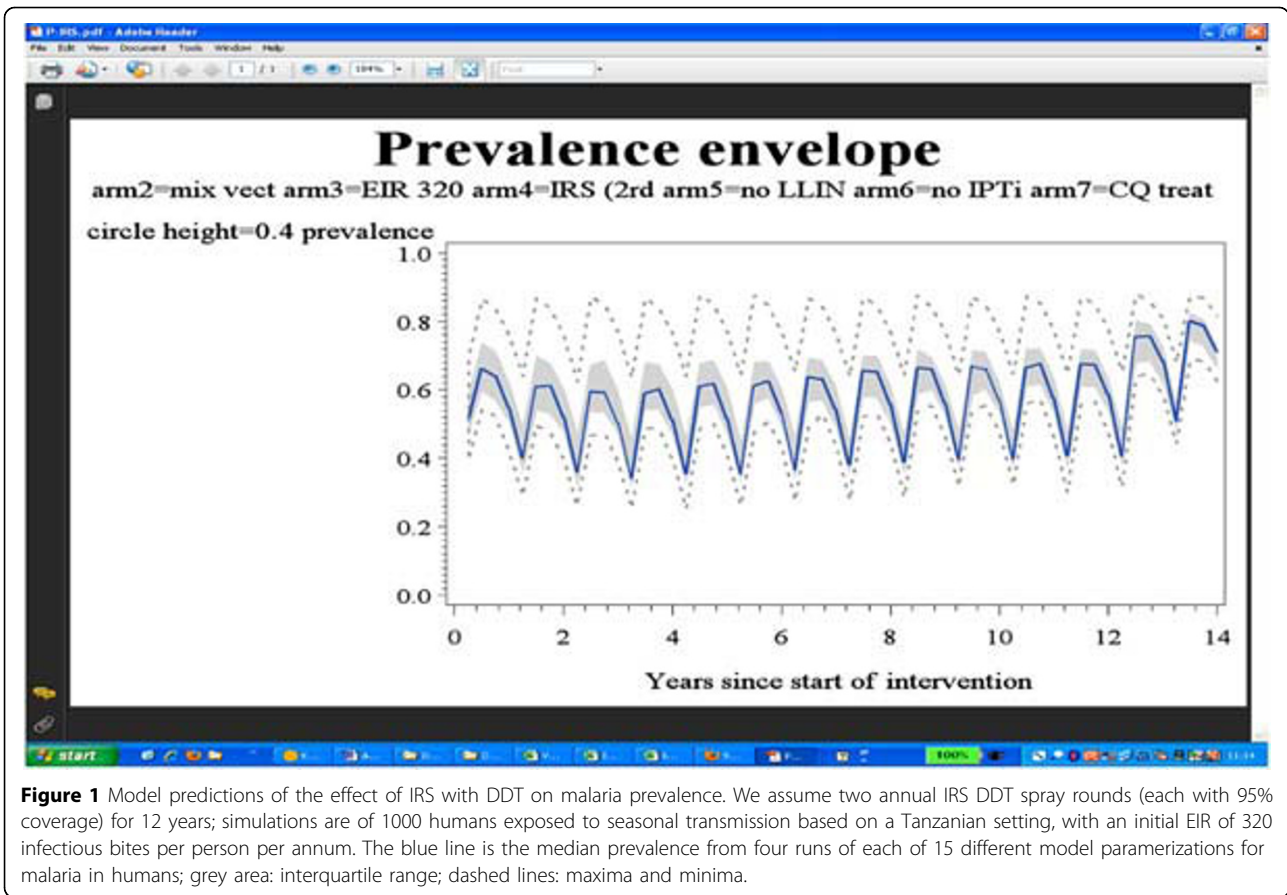 P-IRS.pdf - Adobe Reader
File Edit View Document Tools Window Help
1 / 1 104% Find
Prevalence envelope
arm2=mix vect arm3=EIR 320 arm4=IRS (2rd arm5=no LLIN arm6=no IPTi arm7=CQ treat
circle height=0.4 prevalence
1.0
0.8
0.6
0.4
0.2
0.0
0 2 4 6 8 10 12 14
Years since start of intervention
start 100% 11:14
Figure 1 Model predictions of the effect of IRS with DDT on malaria prevalence. We assume two annual IRS DDT spray rounds (each with 95%
coverage) for 12 years; simulations are of 1000 humans exposed to seasonal transmission based on a Tanzanian setting, with an initial EIR of 320
infectious bites per person per annum. The blue line is the median prevalence from four runs of each of 15 different model paramerizations for
malaria in humans; grey area: interquartile range; dashed lines: maxima and minima.